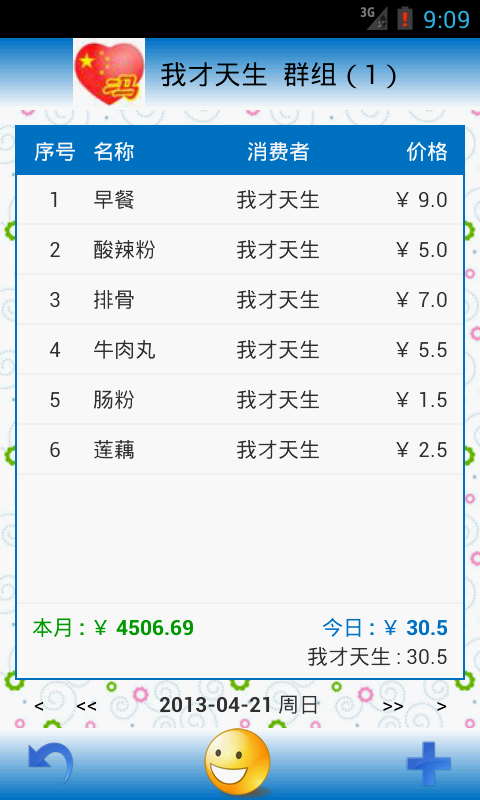 3G 9:09
我才天生 群组 ( 1 )
序号 名称 消费者 价格
1 早餐 我才天生 ¥ 9.0
2 酸辣粉 我才天生 ¥ 5.0
3 排骨 我才天生 ¥ 7.0
4 牛肉丸 我才天生 ¥ 5.5
5 肠粉 我才天生 ¥ 1.5
6 莲藕 我才天生 ¥ 2.5
本月 : ¥ 4506.69 今日 : ¥ 30.5
我才天生 : 30.5
< << 2013-04-21 周日 >> >